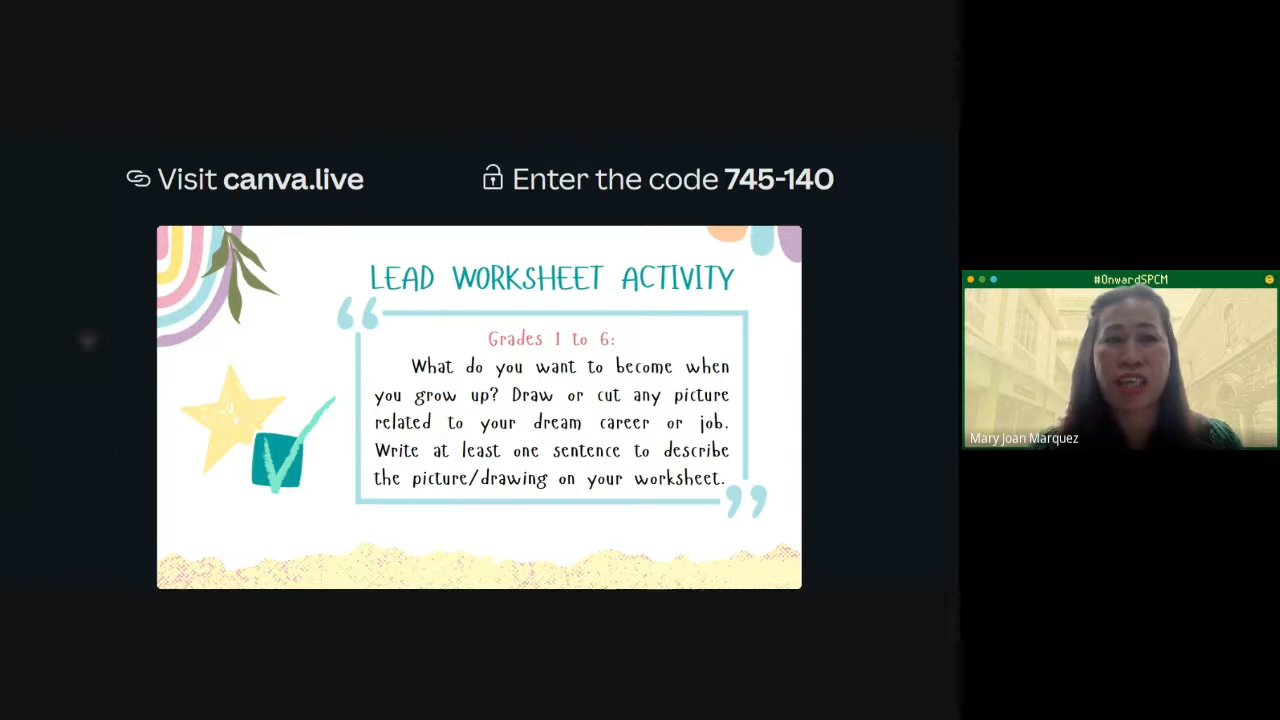 Visit canva.live
Enter the code 745-140
LEAD WORKSHEET ACTIVITY
Grades 1 to 6:
What do you want to become when
you grow up? Draw or cut any picture
related to your dream career or job.
Write at least one sentence to describe
the picture/drawing on your worksheet.
#OnwardSPCM
Mary Joan Marquez